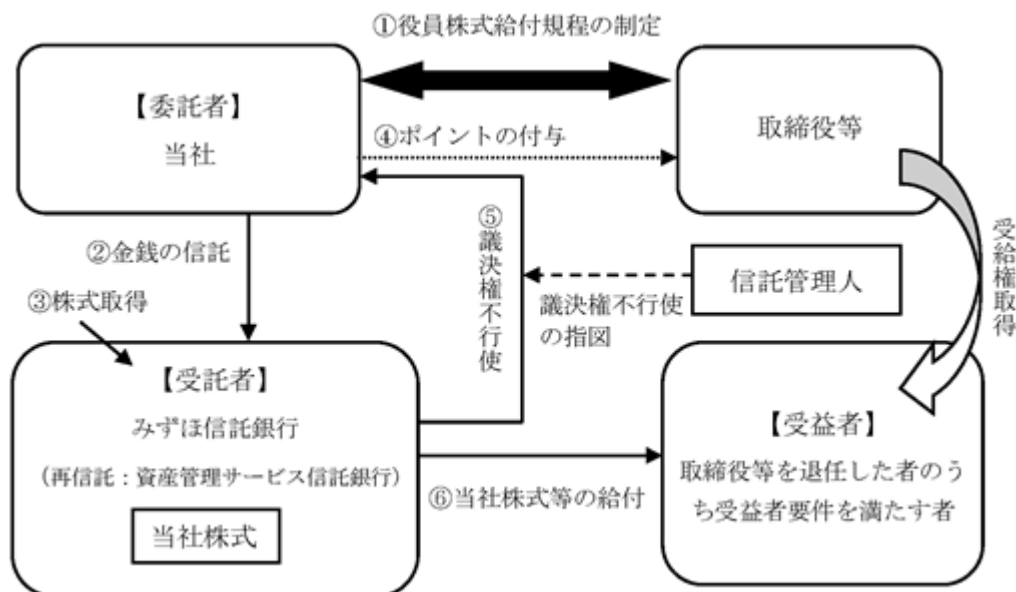 ①役員株式給付規程の制定
【委託者】
当社
取締役等
④ポイントの付与
②金銭の信託
⑤議決権不行使
信託管理人
議決権不行使
の指図
受給権取得
③株式取得
【受託者】
みずほ信託銀行
(再信託:資産管理サービス信託銀行)
当社株式
⑥当社株式等の給付
【受益者】
取締役等を退任した者のう
ち受益者要件を満たす者